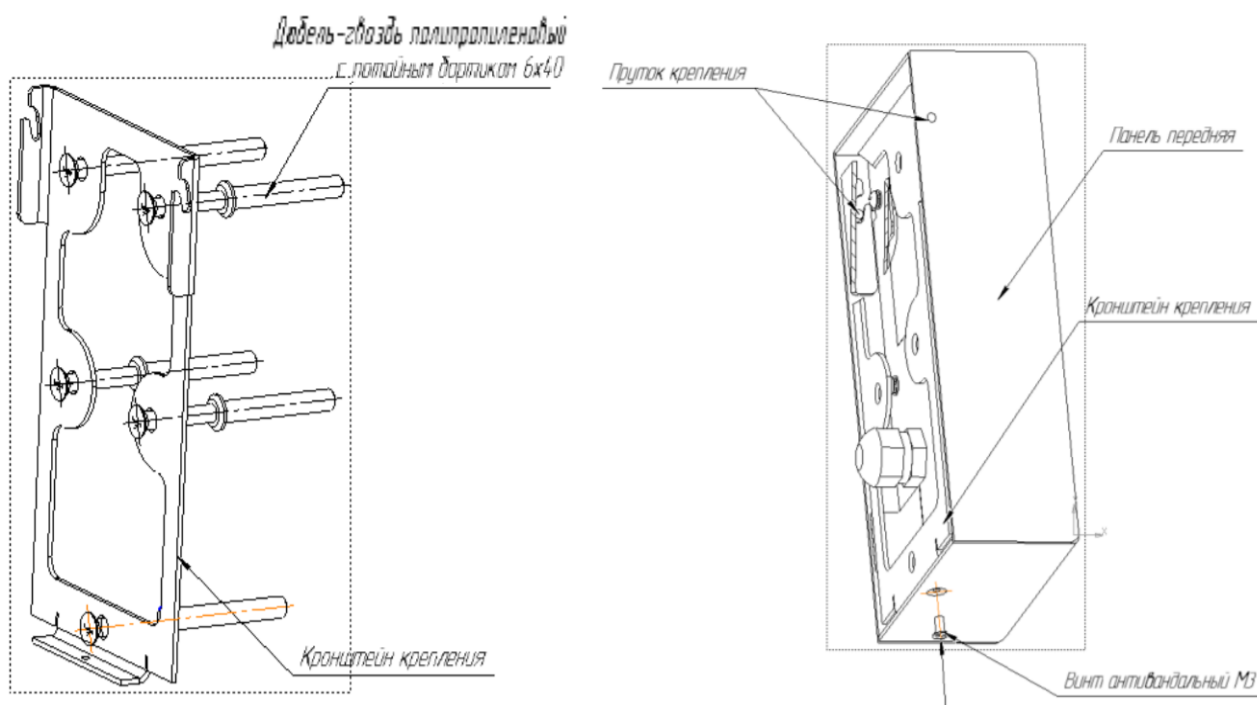 Дюбель-гвоздь полипропиленовый
с потайным бортиком 6х40
Кронштейн крепления
Пруток крепления
Панель передняя
Кронштейн крепления
x
Винт антивандальный М3